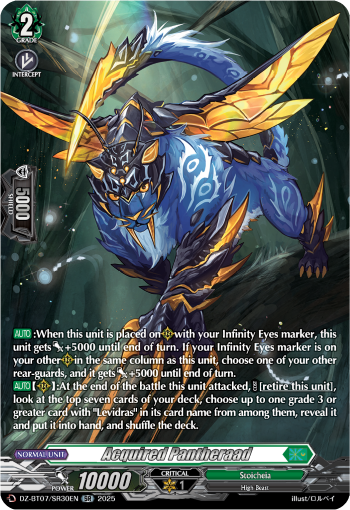 2
GRADE
INTERCEPT
5000
SHIELD
AUTO:When this unit is placed on with your Infinity Eyes marker, this
unit gets +5000 until end of turn. If your Infinity Eyes marker is on
your other in the same column as this unit, choose one of your other
rear-guards, and it gets +5000 until end of turn.
AUTO[]:At the end of the battle this unit attacked, [retire this unit],
look at the top seven cards of your deck, choose up to one grade 3 or
greater card with "Levidras" in its card name from among them, reveal it
and put it into your hand, and shuffle the deck.
NORMAL UNIT
Acquired Pantheraad
POWER 10000
CRITICAL
1
Stoicheia
High Beast
DZ-BT07/SR30EN SR 2025
illust/ロルベイ